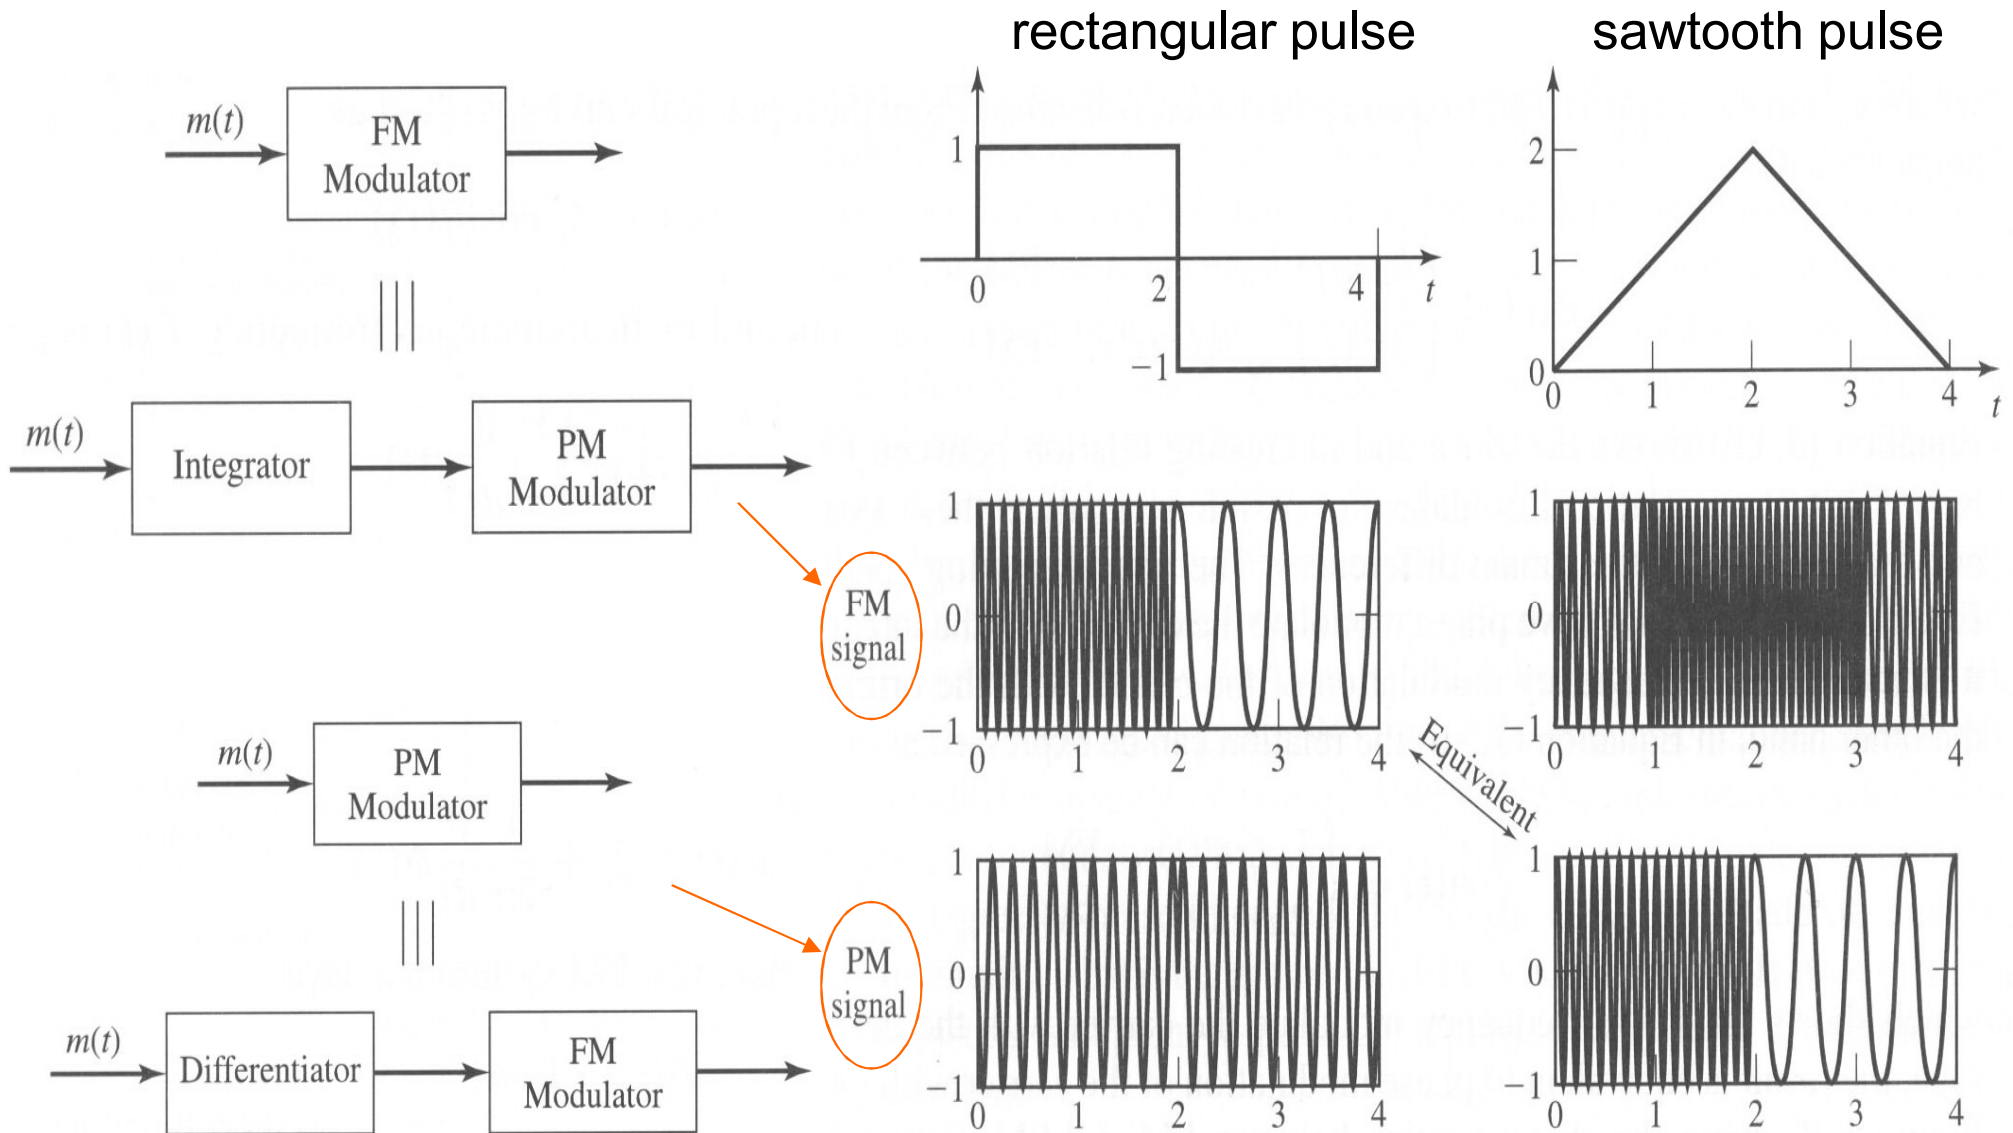 rectangular pulse
sawtooth pulse
m(t)
FM
Modulator
m(t)
Integrator
PM
Modulator
m(t)
PM
Modulator
m(t)
Differentiator
FM
Modulator
1
−1
0
2
4
t
2
1
0
0
1
2
3
4
t
FM
signal
1
0
−1
0
1
2
3
4
1
0
−1
0
1
2
3
4
Equivalent
PM
signal
1
0
−1
0
1
2
3
4
1
0
−1
0
1
2
3
4